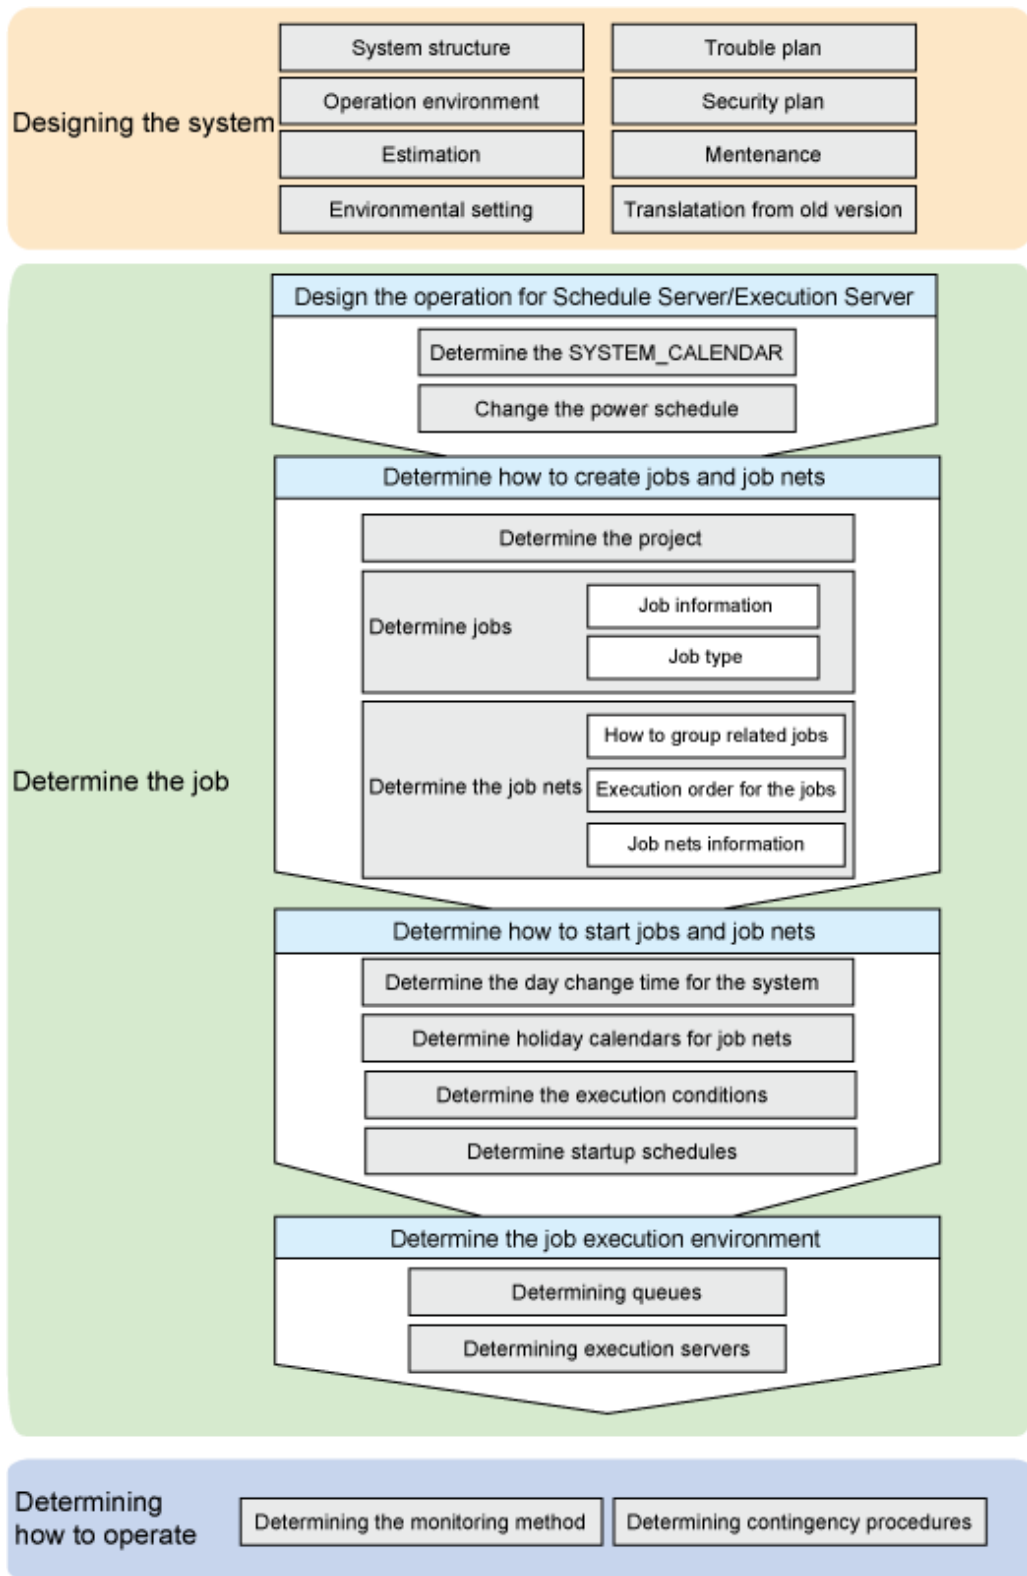 Designing the system
System structure
Trouble plan
Operation environment
Security plan
Estimation
Mentenance
Environmental setting
Translatation from old version
Determine the job
Design the operation for Schedule Server/Execution Server
Determine the SYSTEM_CALENDAR
Change the power schedule
Determine how to create jobs and job nets
Determine the project
Determine jobs
Job information
Job type
Determine the job nets
How to group related jobs
Execution order for the jobs
Job nets information
Determine how to start jobs and job nets
Determine the day change time for the system
Determine holiday calendars for job nets
Determine the execution conditions
Determine startup schedules
Determine the job execution environment
Determining queues
Determining execution servers
Determining
how to operate
Determining the monitoring method
Determining contingency procedures